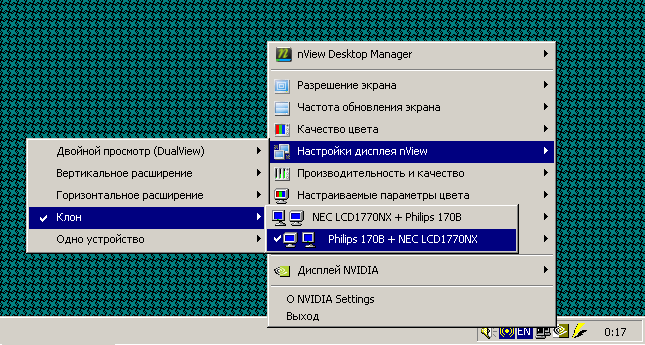 nView Desktop Manager
Разрешение экрана
Частота обновления экрана
Качество цвета
Настройки дисплея nView
Производительность и качество
Настраиваемые параметры цвета
Двойной просмотр (DualView)
Вертикальное расширение
Горизонтальное расширение
Клон
Одно устройство
NEC LCD1770NX + Philips 170B
Philips 170B + NEC LCD1770NX
Дисплей NVIDIA
О NVIDIA Settings
Выход
EN
0:17